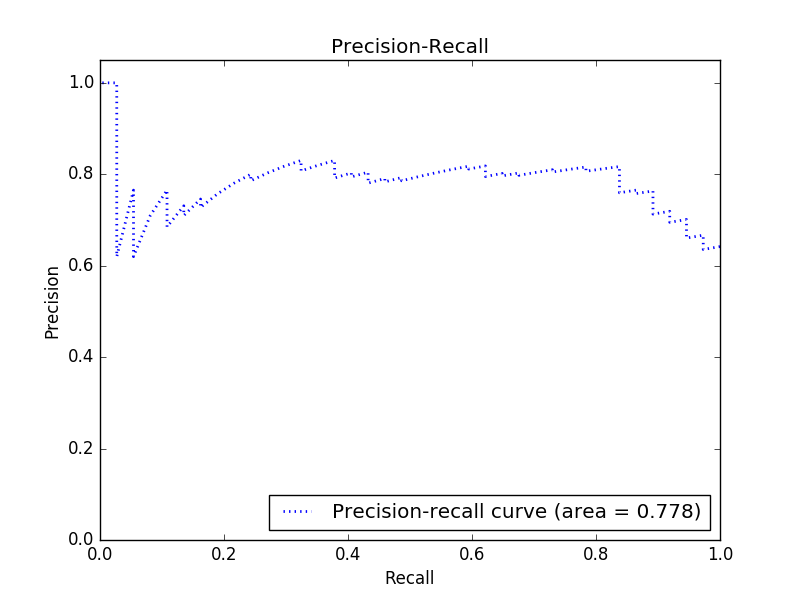 Precision-Recall
1.0
0.8
0.6
0.4
0.2
0.0
Precision
Precision-recall curve (area = 0.778)
0.0 0.2 0.4 0.6 0.8 1.0
Recall